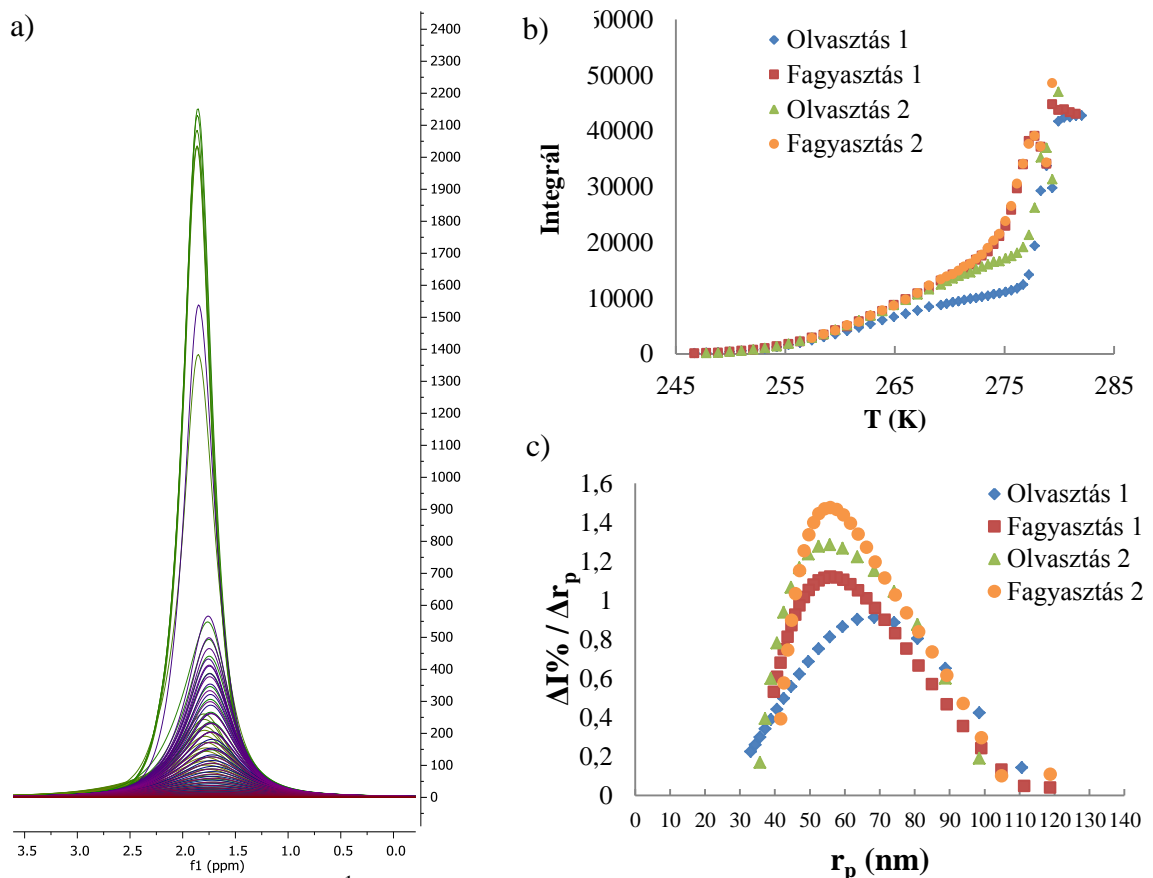 a)
2400
2300
2200
2100
2000
1900
1800
1700
1600
1500
1400
1300
1200
1100
1000
900
800
700
600
500
400
300
200
100
0
3.5 3.0 2.5 2.0 1.5 1.0 0.5 0.0
f1 (ppm)
b)
60000
50000
40000
30000
20000
10000
0
Integrál
Olvasztás 1
Fagyasztás 1
Olvasztás 2
Fagyasztás 2
245 255 265 275 285
T (K)
c)
1,6
1,4
1,2
1
0,8
0,6
0,4
0,2
0
ΔI% / Δrp
Olvasztás 1
Fagyasztás 1
Olvasztás 2
Fagyasztás 2
0 10 20 30 40 50 60 70 80 90 100 110 120 130 140
rp (nm)